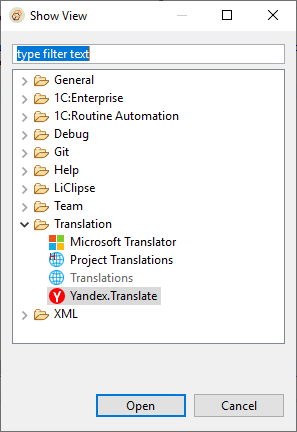 Show View
type filter text
General
1C:Enterprise
1C:Routine Automation
Debug
Git
Help
LiClipse
Team
Translation
Microsoft Translator
Project Translations
Translations
Yandex.Translate
XML
Open Cancel